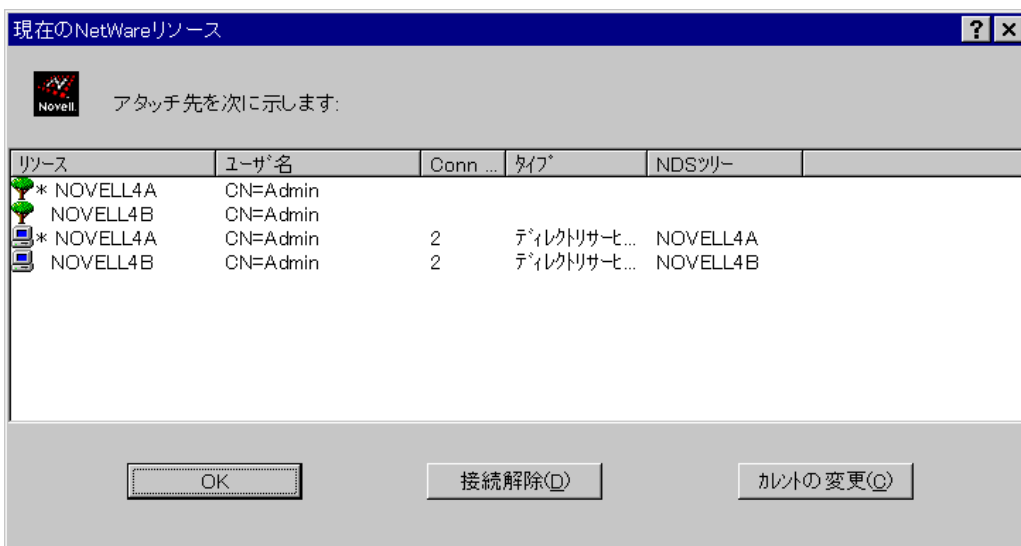 現在のNetWareリソース
Novell.
アタッチ先を次に示します:
リソース ユーザ名 Conn ... タイプ NDSツリー
* NOVELL4A CN=Admin
NOVELL4B CN=Admin
* NOVELL4A CN=Admin 2 ディレクトリサーヒ... NOVELL4A
NOVELL4B CN=Admin 2 ディレクトリサーヒ... NOVELL4B
OK 接続解除(D) カレントの変更(C)